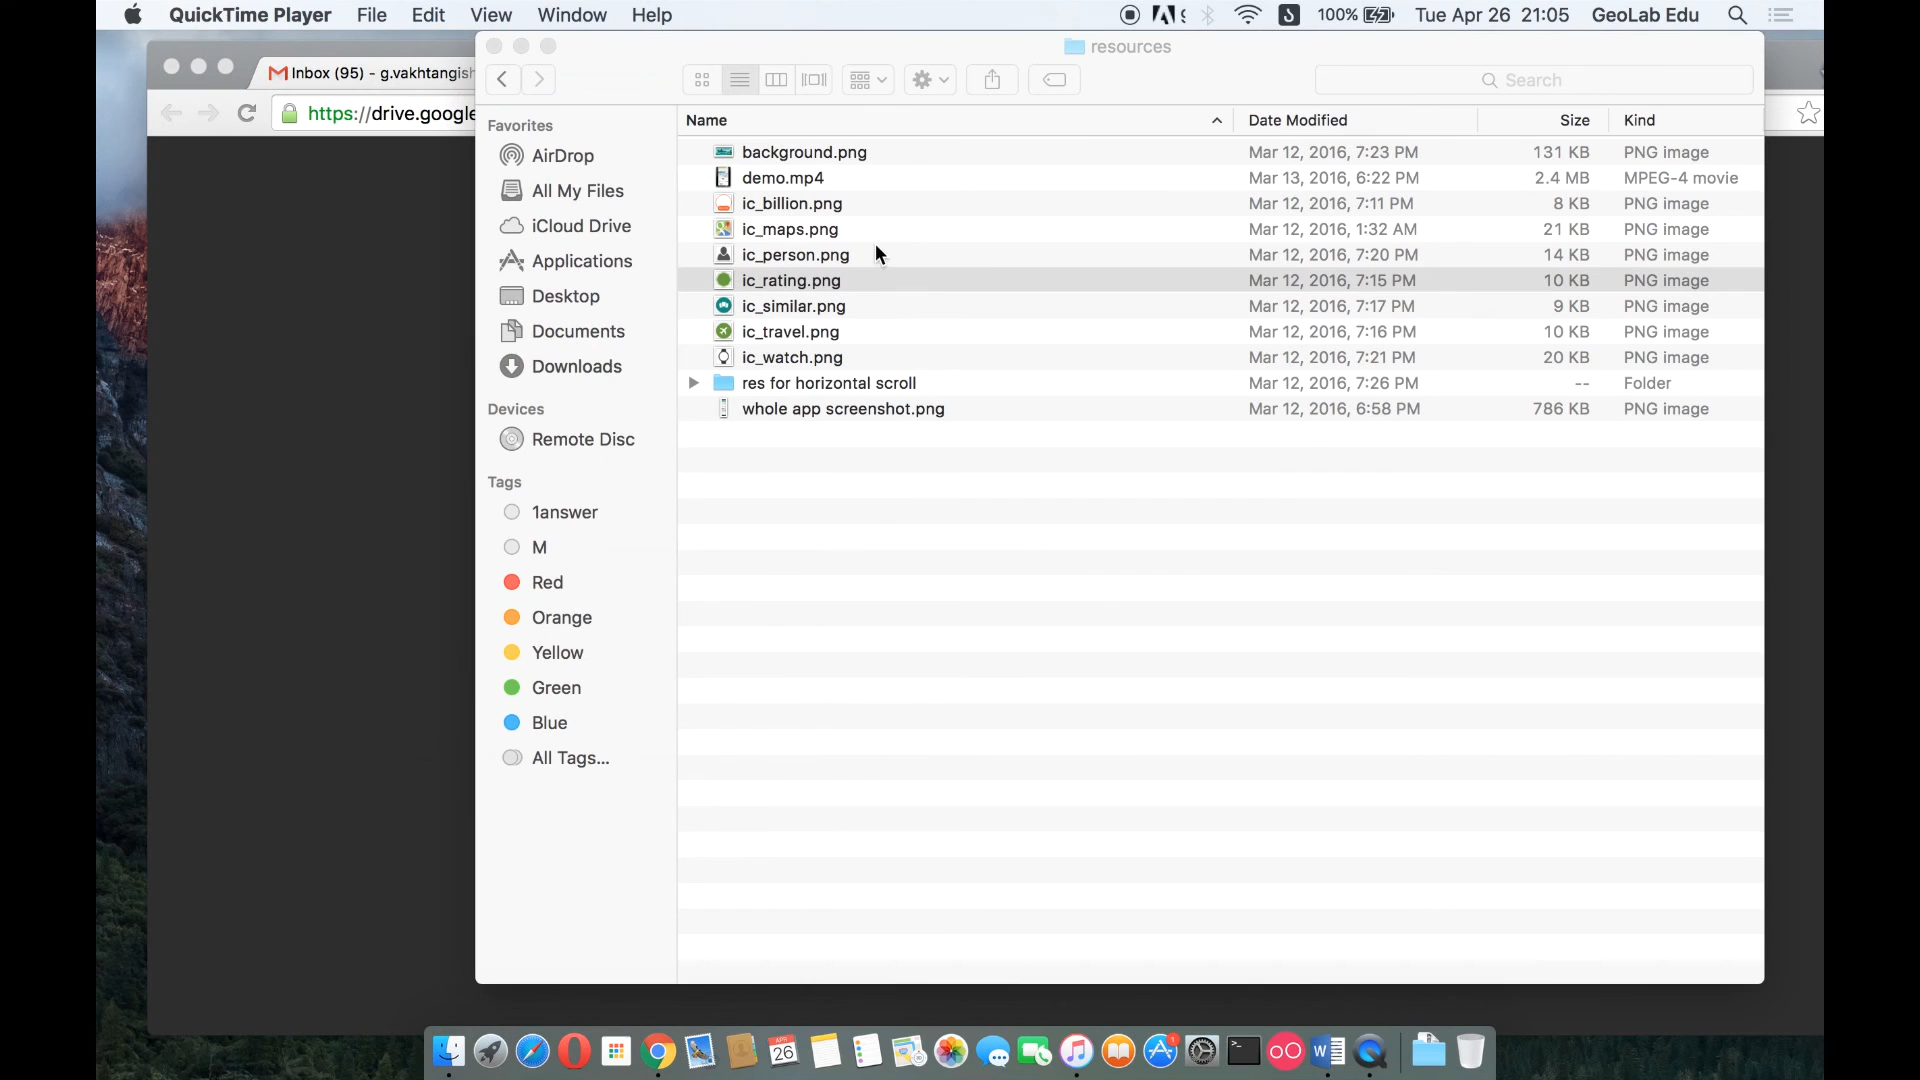 QuickTime Player File Edit View Window Help 100% Tue Apr 26 21:05 GeoLab Edu
resources
Inbox (95) - g.vakhtangish
https://drive.google
Search
Name Date Modified Size Kind
Favorites
AirDrop
All My Files
iCloud Drive
Applications
Desktop
Documents
Downloads
Devices
Remote Disc
Tags
1answer
M
Red
Orange
Yellow
Green
Blue
All Tags...
background.png Mar 12, 2016, 7:23 PM 131 KB PNG image
demo.mp4 Mar 13, 2016, 6:22 PM 2.4 MB MPEG-4 movie
ic_billion.png Mar 12, 2016, 7:11 PM 8 KB PNG image
ic_maps.png Mar 12, 2016, 1:32 AM 21 KB PNG image
ic_person.png Mar 12, 2016, 7:20 PM 14 KB PNG image
ic_rating.png Mar 12, 2016, 7:15 PM 10 KB PNG image
ic_similar.png Mar 12, 2016, 7:17 PM 9 KB PNG image
ic_travel.png Mar 12, 2016, 7:16 PM 10 KB PNG image
ic_watch.png Mar 12, 2016, 7:21 PM 20 KB PNG image
res for horizontal scroll Mar 12, 2016, 7:26 PM -- Folder
whole app screenshot.png Mar 12, 2016, 6:58 PM 786 KB PNG image
APR
26
1